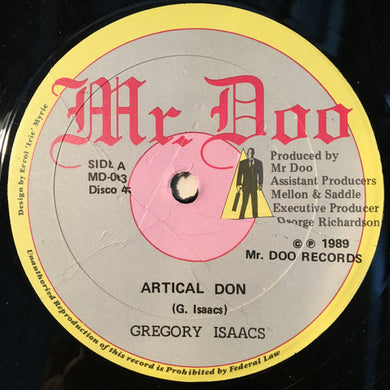 Mr. Doo
Design by Errol 'Irie' Myrie
SIDE A
MD-003
Disco 45
Produced by
Mr Doo
Assistant Producers
Mellon & Saddle
Executive Producer
George Richardson
© ℗ 1989
Mr. DOO RECORDS
ARTICAL DON
(G. Isaacs)
GREGORY ISAACS
Unauthorized Reproduction of this record is Prohibited by Federal Law